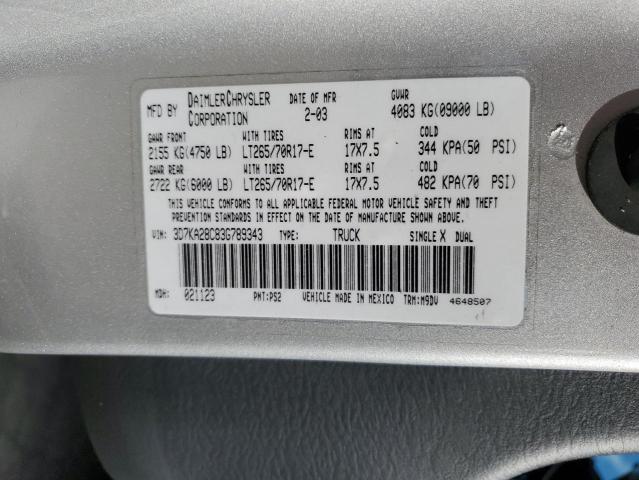 MFD BY DAIMLERCHRYSLER CORPORATION DATE OF MFR 2-03 GVWR 4083 KG(09000 LB)
GAWR FRONT WITH TIRES RIMS AT COLD
2155 KG(4750 LB) LT265/70R17-E 17X7.5 344 KPA(50 PSI)
GAWR REAR WITH TIRES RIMS AT COLD
2722 KG(6000 LB) LT265/70R17-E 17X7.5 482 KPA(70 PSI)
THIS VEHICLE CONFORMS TO ALL APPLICABLE FEDERAL MOTOR VEHICLE SAFETY AND THEFT
PREVENTION STANDARDS IN EFFECT ON THE DATE OF MANUFACTURE SHOWN ABOVE.
VIN: 3D7KA28C83G789343 TYPE: TRUCK SINGLE X DUAL
MDH: 021123 PNT:PS2 VEHICLE MADE IN MEXICO TRM:M9DV 4648507